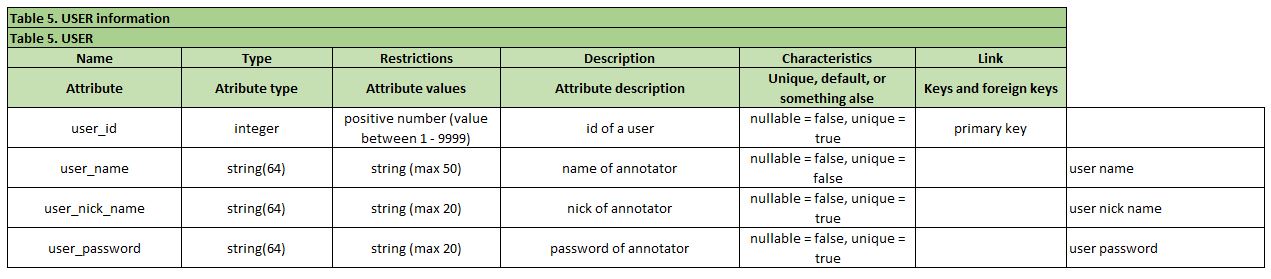 Table 5. USER information
Table 5. USER
Name Type Restrictions Description Characteristics Link
Attribute Atribute type Attribute values Attribute description Unique, default, or something alse Keys and foreign keys
user_id integer positive number (value between 1 - 9999) id of a user nullable = false, unique = true primary key
user_name string(64) string (max 50) name of annotator nullable = false, unique = false user name
user_nick_name string(64) string (max 20) nick of annotator nullable = false, unique = true user nick name
user_password string(64) string (max 20) password of annotator nullable = false, unique = true user password